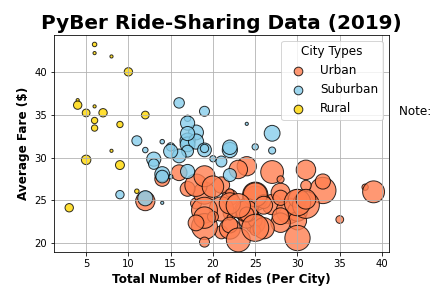 PyBer Ride-Sharing Data (2019)
City Types
Urban
Suburban
Rural
Note:
Average Fare ($)
40
35
30
25
20
5 10 15 20 25 30 35 40
Total Number of Rides (Per City)